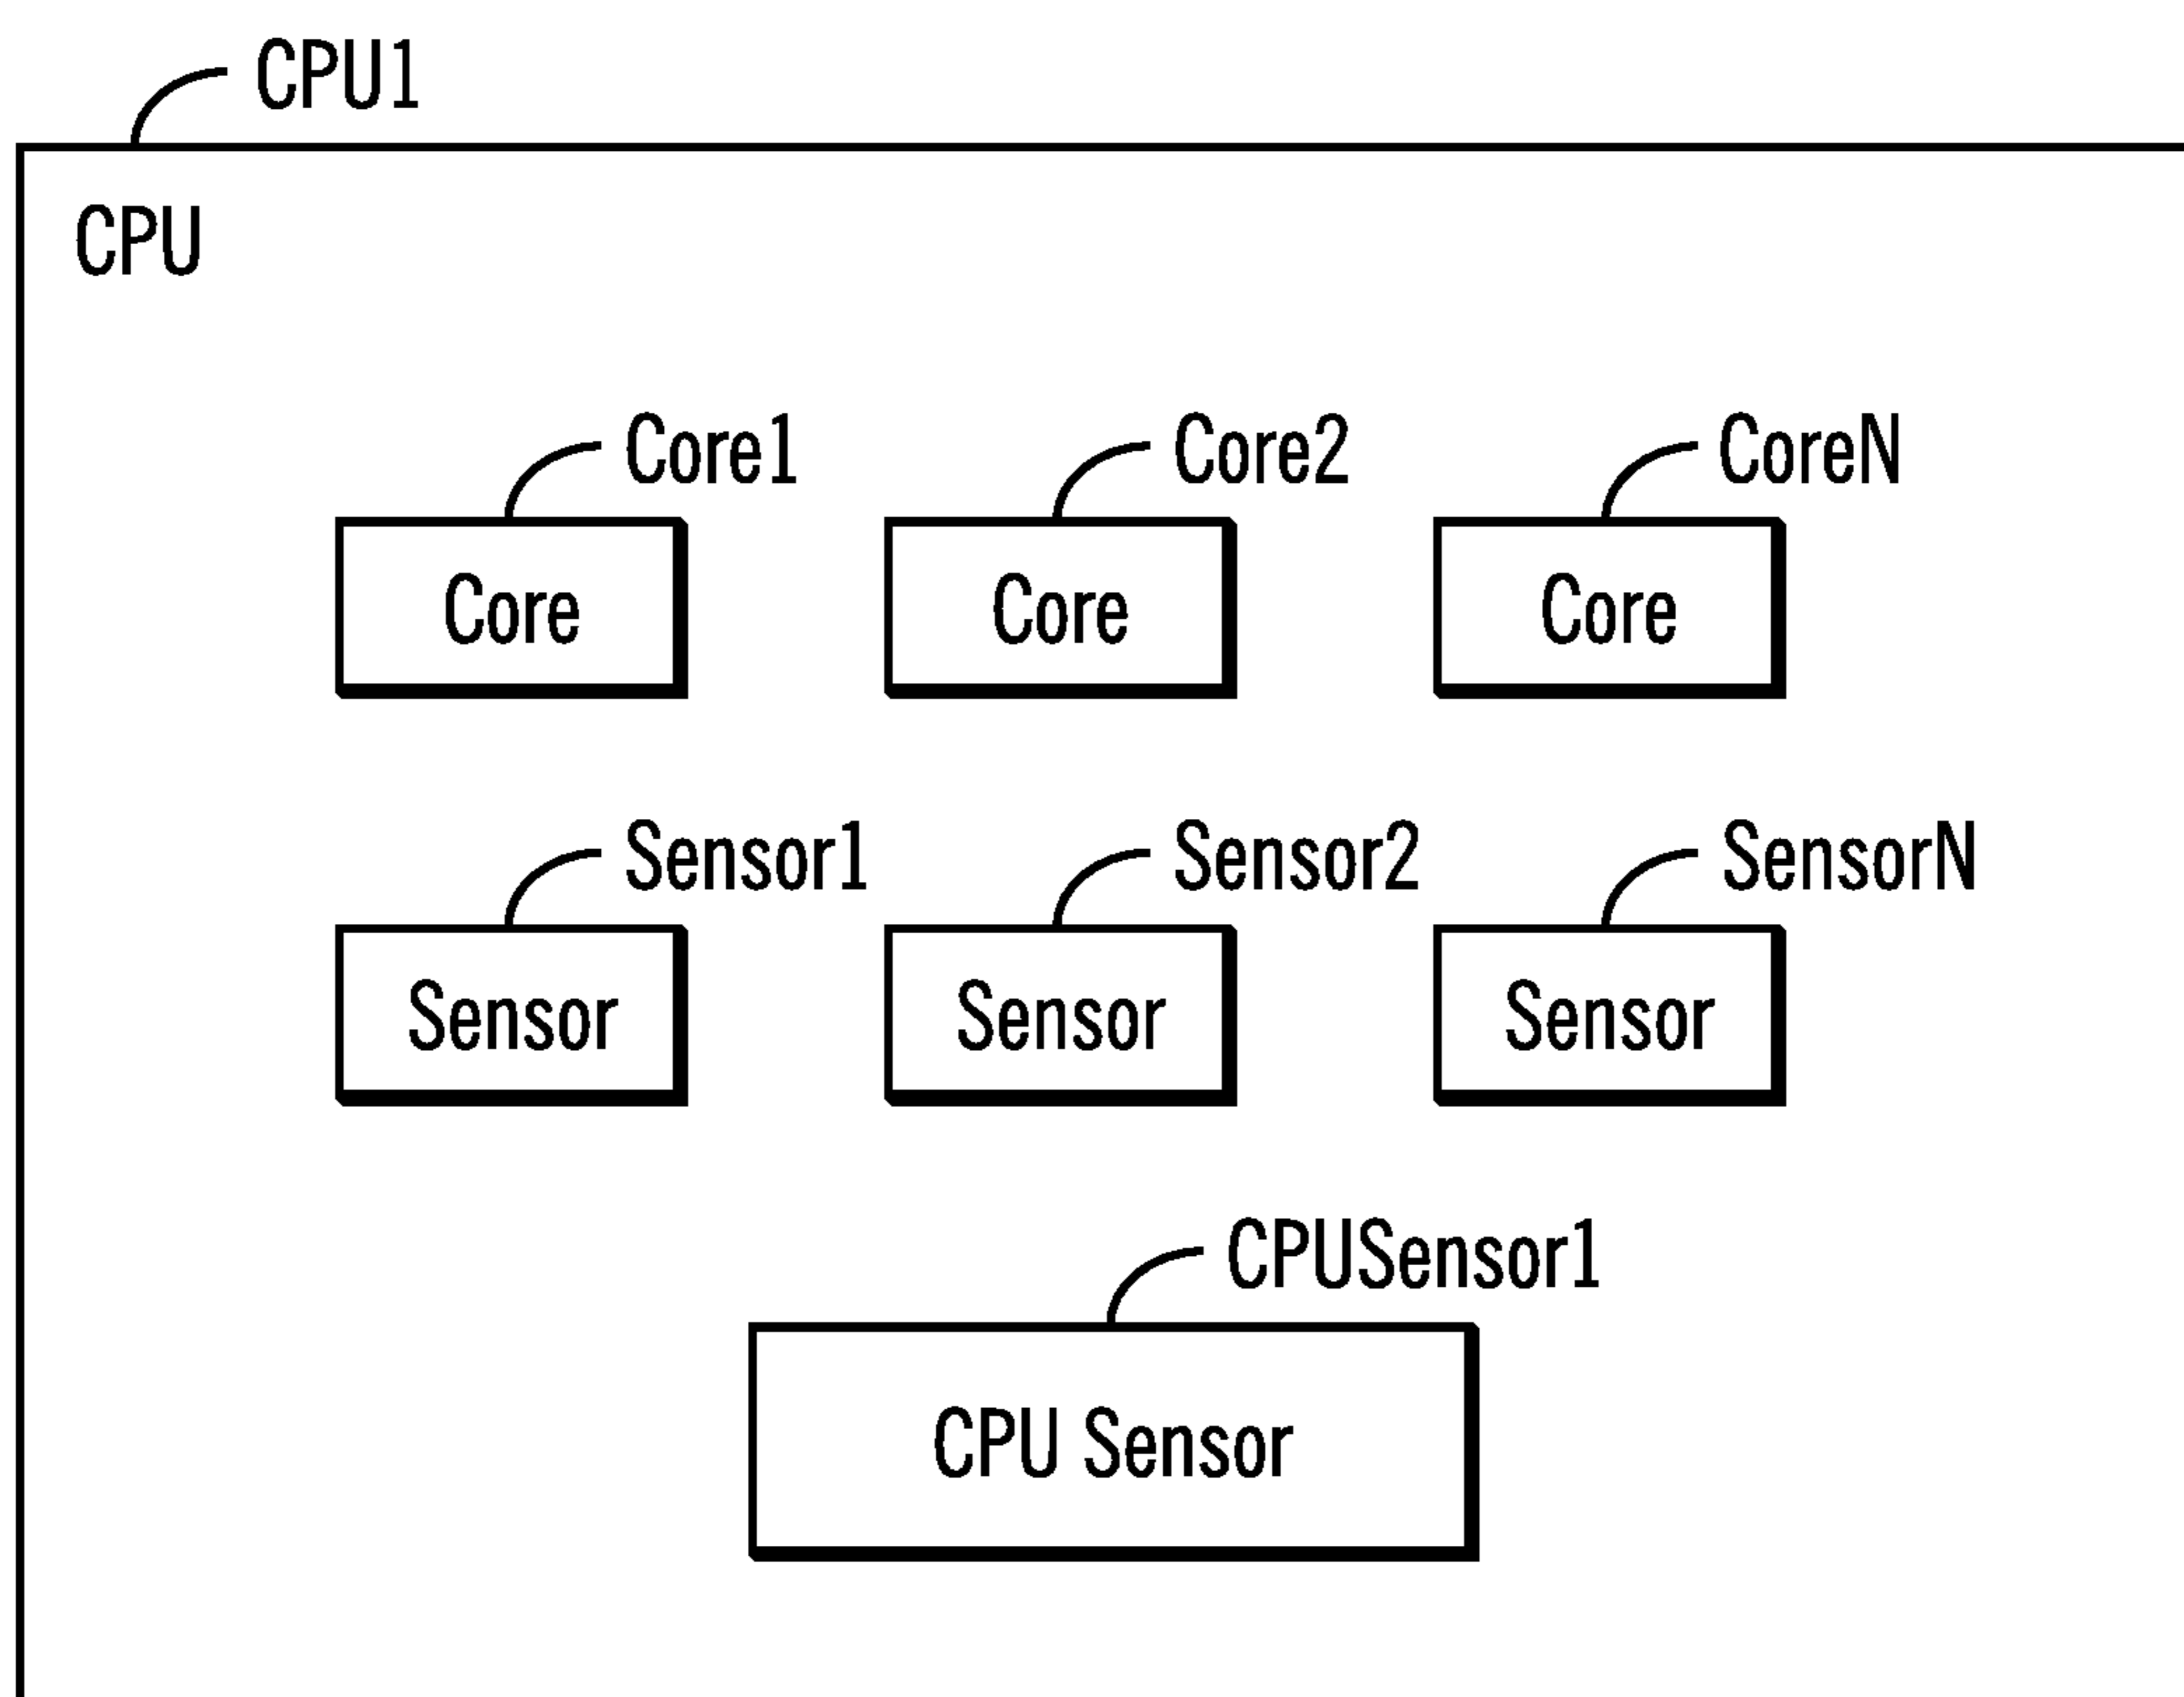 CPU1
CPU
Core1 Core2 CoreN
Core Core Core
Sensor1 Sensor2 SensorN
Sensor Sensor Sensor
CPUSensor1
CPU Sensor